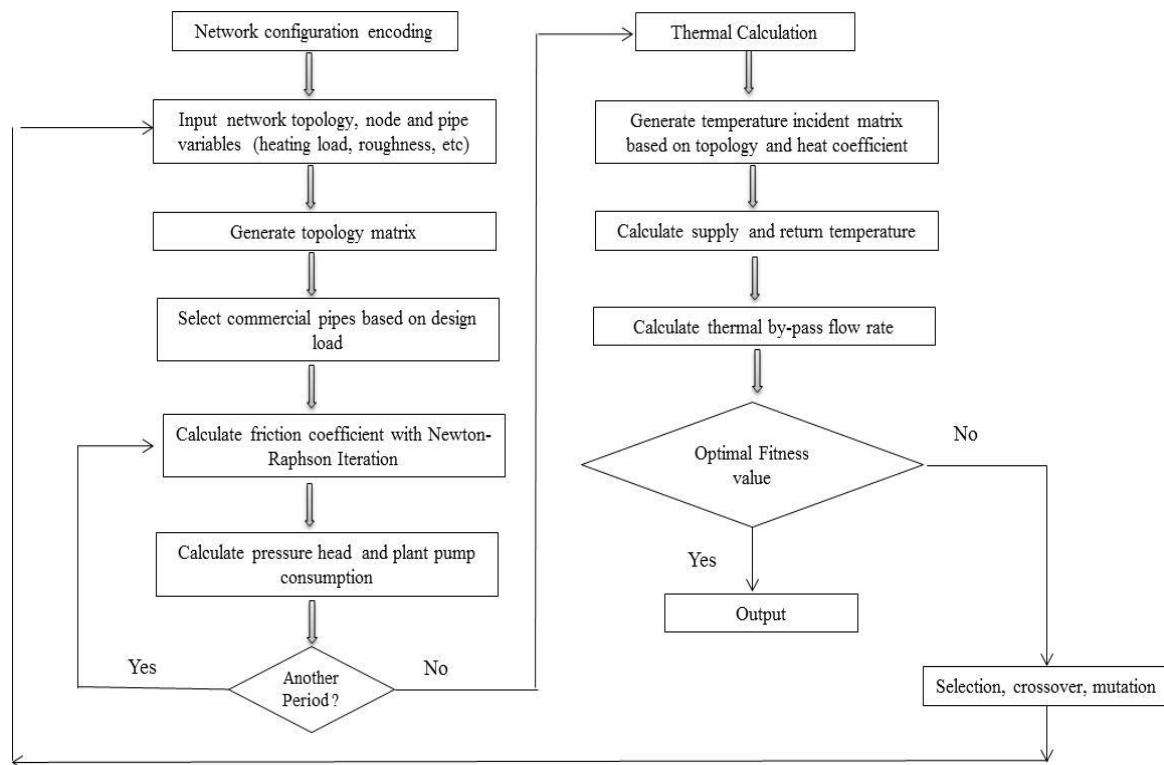 Network configuration encoding
Input network topology, node and pipe
variables (heating load, roughness, etc)
Generate topology matrix
Select commercial pipes based on design
load
Calculate friction coefficient with Newton-
Raphson Iteration
Calculate pressure head and plant pump
consumption
Another
Period?
Yes
No
Thermal Calculation
Generate temperature incident matrix
based on topology and heat coefficient
Calculate supply and return temperature
Calculate thermal by-pass flow rate
Optimal Fitness
value
No
Yes
Output
Selection, crossover, mutation